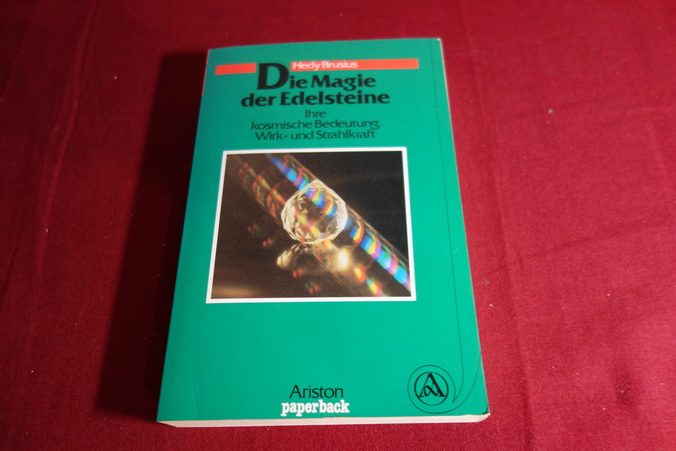 Hedy Brusius
Die Magie
der Edelsteine
Ihre
kosmische Bedeutung,
Wirk- und Strahlkraft
Ariston
paperback
A